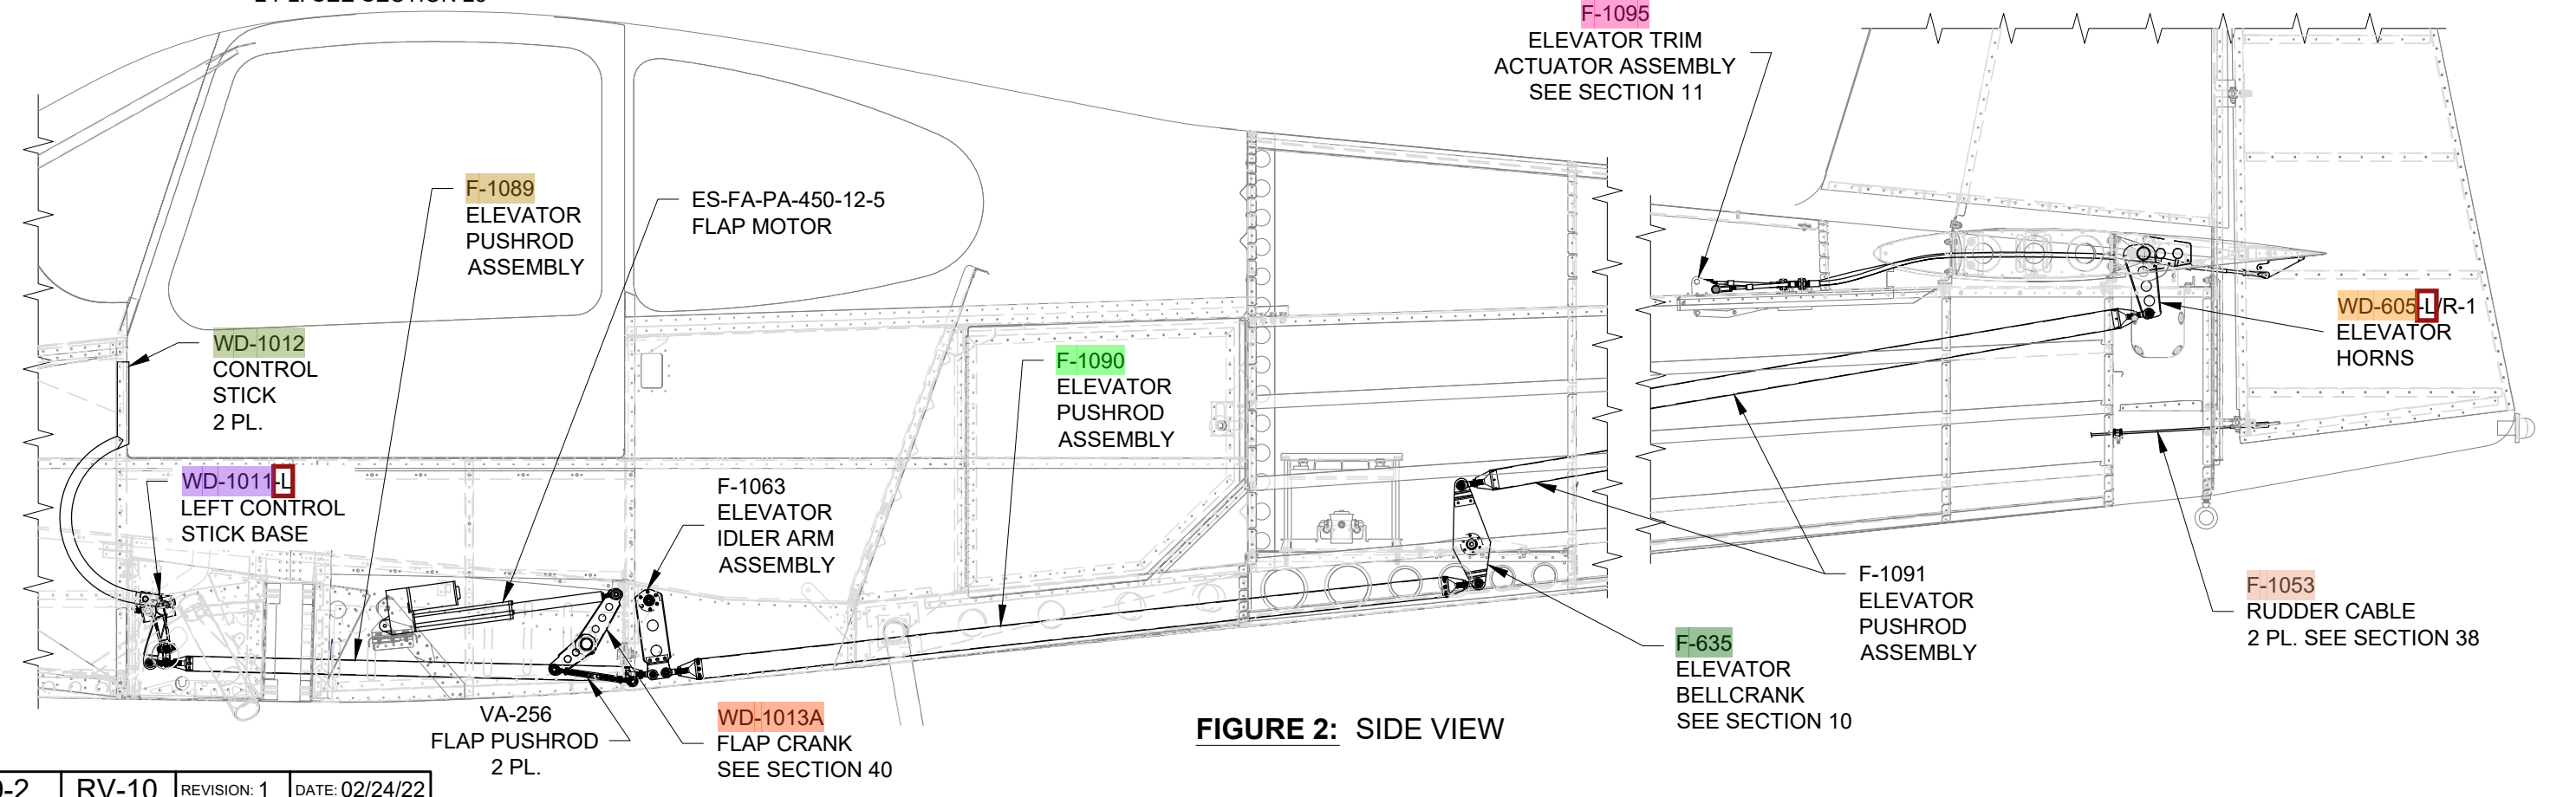 F-1095
ELEVATOR TRIM
ACTUATOR ASSEMBLY
SEE SECTION 11
F-1089
ELEVATOR
PUSHROD
ASSEMBLY
ES-FA-PA-450-12-5
FLAP MOTOR
WD-1012
CONTROL
STICK
2 PL.
F-1090
ELEVATOR
PUSHROD
ASSEMBLY
WD-605-L/R-1
ELEVATOR
HORNS
WD-1011-L
LEFT CONTROL
STICK BASE
F-1063
ELEVATOR
IDLER ARM
ASSEMBLY
F-1091
ELEVATOR
PUSHROD
ASSEMBLY
F-1053
RUDDER CABLE
2 PL. SEE SECTION 38
F-635
ELEVATOR
BELLCRANK
SEE SECTION 10
VA-256
FLAP PUSHROD
2 PL.
WD-1013A
FLAP CRANK
SEE SECTION 40
FIGURE 2: SIDE VIEW
RV-10 REVISION: 1 DATE: 02/24/22